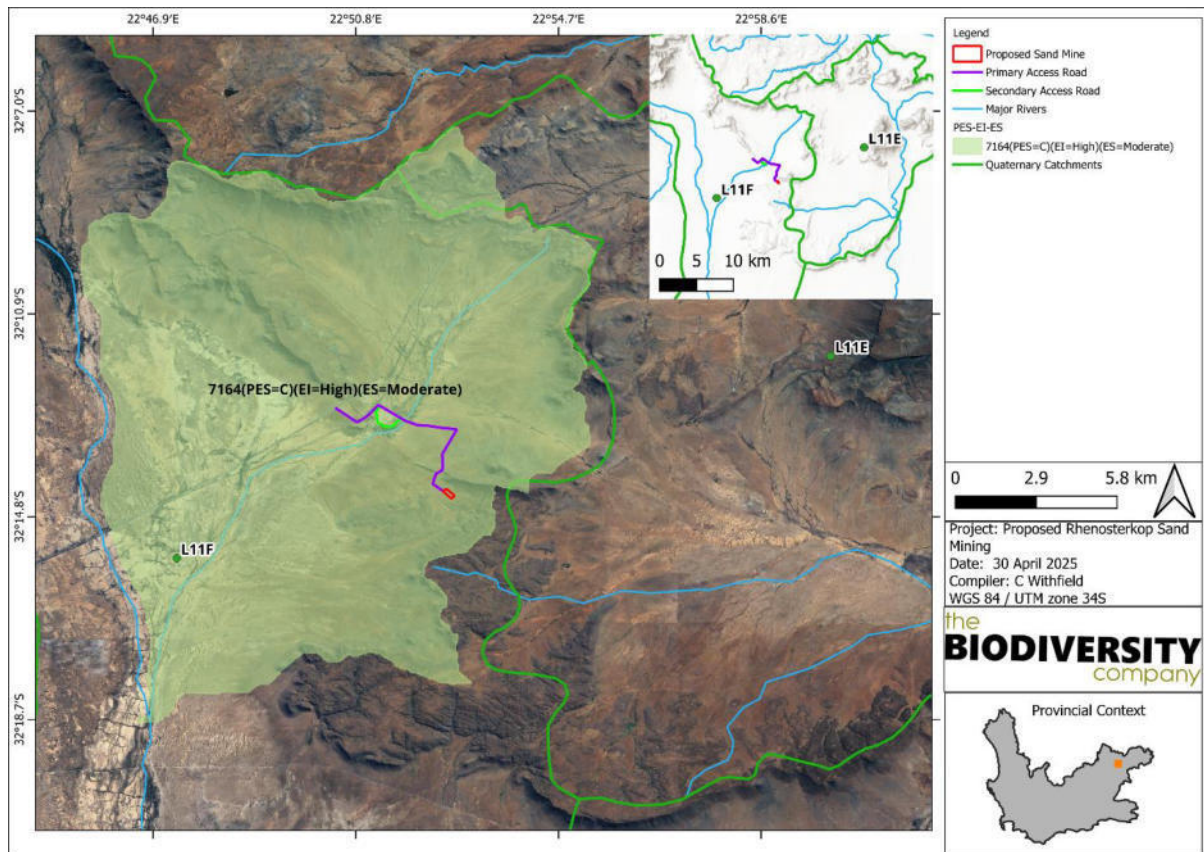 22°46.9'E
22°50.8'E
22°54.7'E
22°58.6'E
32°7.0'S
32°10.9'S
32°14.8'S
32°18.7'S
L11E
L11F
0 5 10 km
L11E
7164(PES=C)(EI=High)(ES=Moderate)
L11F
Legend
Proposed Sand Mine
Primary Access Road
Secondary Access Road
Major Rivers
PES-EI-ES
7164(PES=C)(EI=High)(ES=Moderate)
Quaternary Catchments
0 2.9 5.8 km
Project: Proposed Rhenosterkop Sand
Mining
Date: 30 April 2025
Compiler: C Withfield
WGS 84 / UTM zone 34S
the
BIODIVERSITY
company
Provincial Context